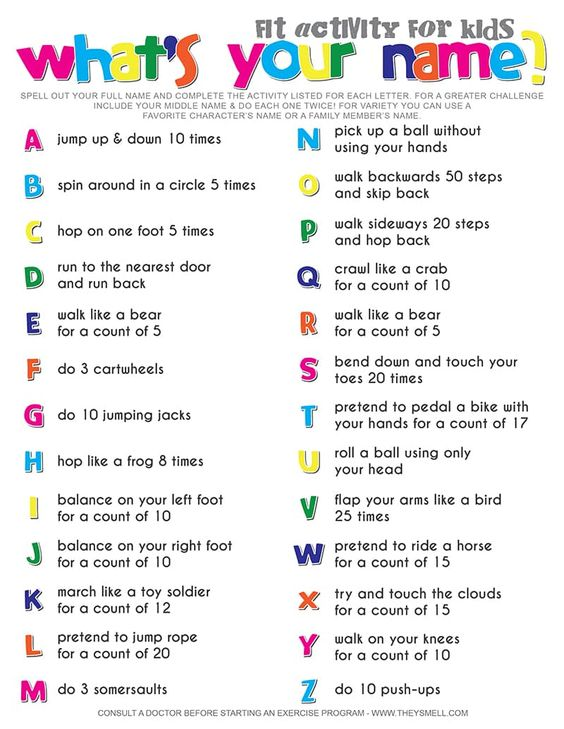 Fit activity for kids
what's your name?
SPELL OUT YOUR FULL NAME AND COMPLETE THE ACTIVITY LISTED FOR EACH LETTER. FOR A GREATER CHALLENGE
INCLUDE YOUR MIDDLE NAME & DO EACH ONE TWICE! FOR VARIETY YOU CAN USE A
FAVORITE CHARACTER'S NAME OR A FAMILY MEMBER'S NAME.
A jump up & down 10 times
B spin around in a circle 5 times
C hop on one foot 5 times
D run to the nearest door
and run back
E walk like a bear
for a count of 5
F do 3 cartwheels
G do 10 jumping jacks
H hop like a frog 8 times
I balance on your left foot
for a count of 10
J balance on your right foot
for a count of 10
K march like a toy soldier
for a count of 12
L pretend to jump rope
for a count of 20
M do 3 somersaults
N pick up a ball without
using your hands
O walk backwards 50 steps
and skip back
P walk sideways 20 steps
and hop back
Q crawl like a crab
for a count of 10
R walk like a bear
for a count of 5
S bend down and touch your
toes 20 times
T pretend to pedal a bike with
your hands for a count of 17
U roll a ball using only
your head
V flap your arms like a bird
25 times
W pretend to ride a horse
for a count of 15
X try and touch the clouds
for a count of 15
Y walk on your knees
for a count of 10
Z do 10 push-ups
CONSULT A DOCTOR BEFORE STARTING AN EXERCISE PROGRAM - WWW.THEYSMELL.COM